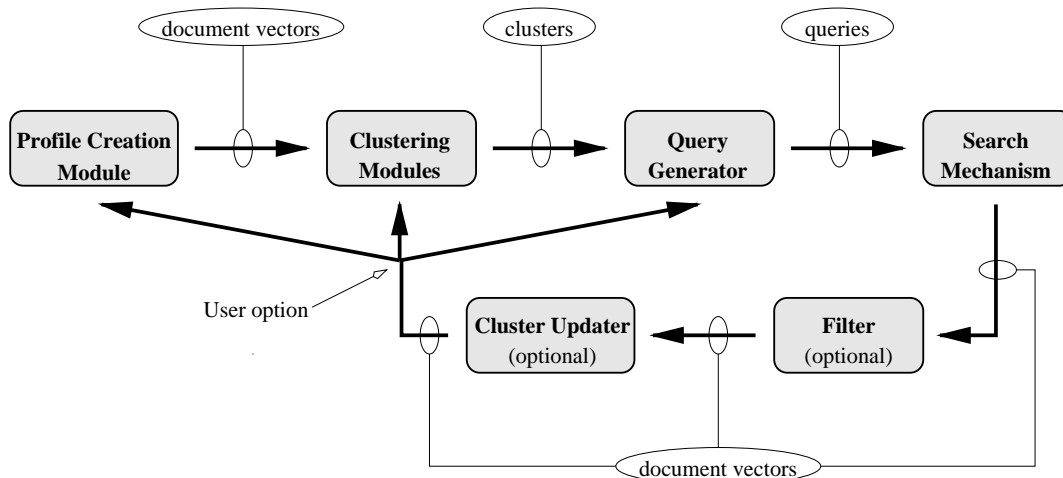 document vectors
clusters
queries
Profile Creation
Module
Clustering
Modules
Query
Generator
Search
Mechanism
User option
Cluster Updater
(optional)
Filter
(optional)
document vectors